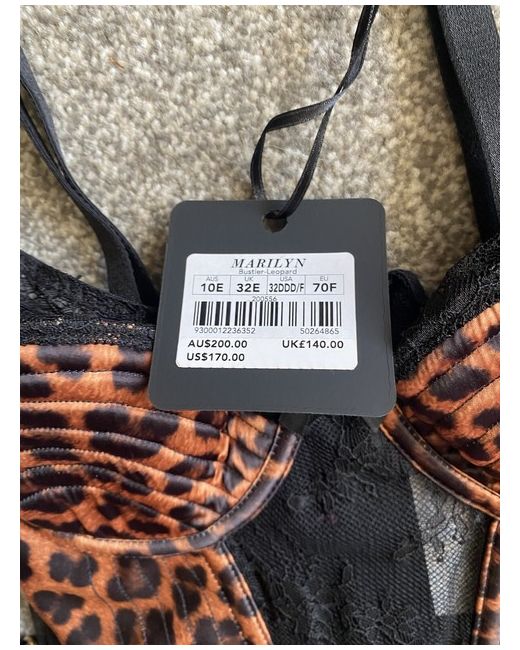 MARILYN
Bustier-Leopard
AUS UK USA EU
10E 32E 32DDD/F 70F
200556
9300012236352 50264865
AU$200.00 UK£140.00
US$170.00